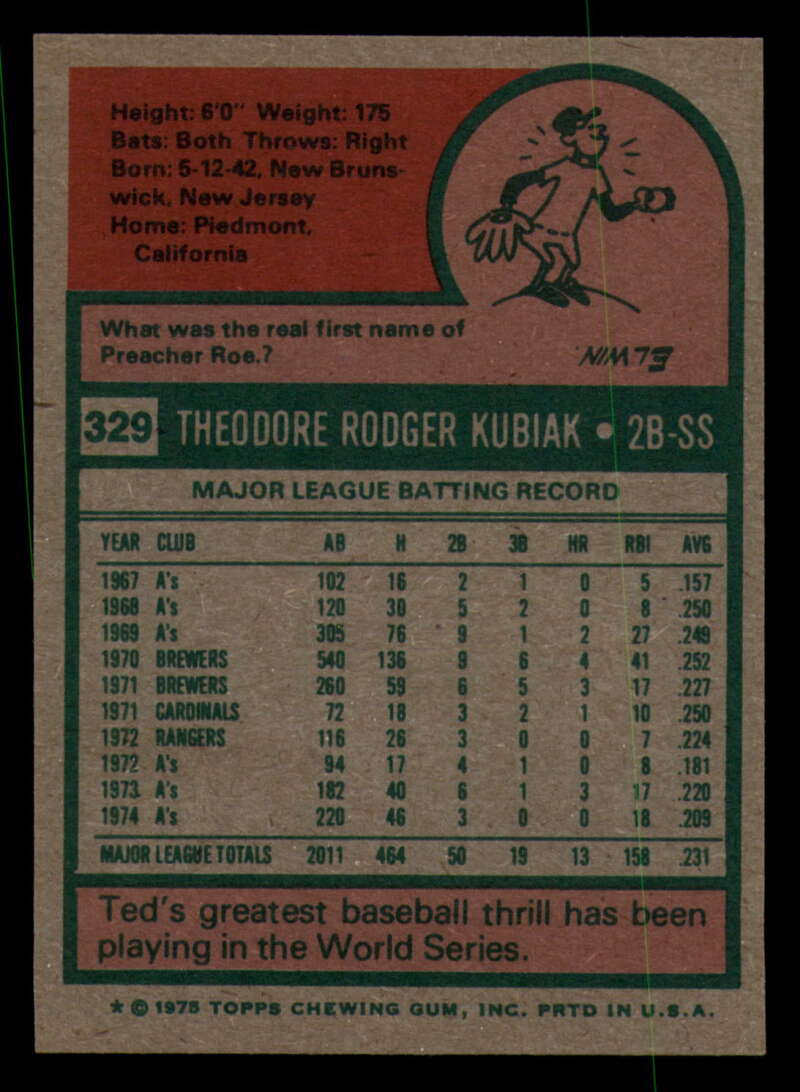 Height: 6'0" Weight: 175
Bats: Both Throws: Right
Born: 5-12-42, New Bruns-
wick, New Jersey
Home: Piedmont,
California
What was the real first name of
Preacher Roe.?
ELWIN
329 THEODORE RODGER KUBIAK • 2B-SS
MAJOR LEAGUE BATTING RECORD
YEAR CLUB AB H 2B 3B HR RBI AVG
1967 A's 102 16 2 1 0 5 .157
1968 A's 120 30 5 2 0 8 .250
1969 A's 305 76 9 1 2 27 .249
1970 BREWERS 540 136 9 6 4 41 .252
1971 BREWERS 260 59 6 5 3 17 .227
1971 CARDINALS 72 18 3 2 1 10 .250
1972 RANGERS 116 26 3 0 0 7 .224
1972 A's 94 17 4 1 0 8 .181
1973 A's 182 40 6 1 3 17 .220
1974 A's 220 46 3 0 0 18 .209
MAJOR LEAGUE TOTALS 2011 464 50 19 13 158 .231
Ted's greatest baseball thrill has been
playing in the World Series.
* © 1975 TOPPS CHEWING GUM, INC. PRTD IN U.S.A.